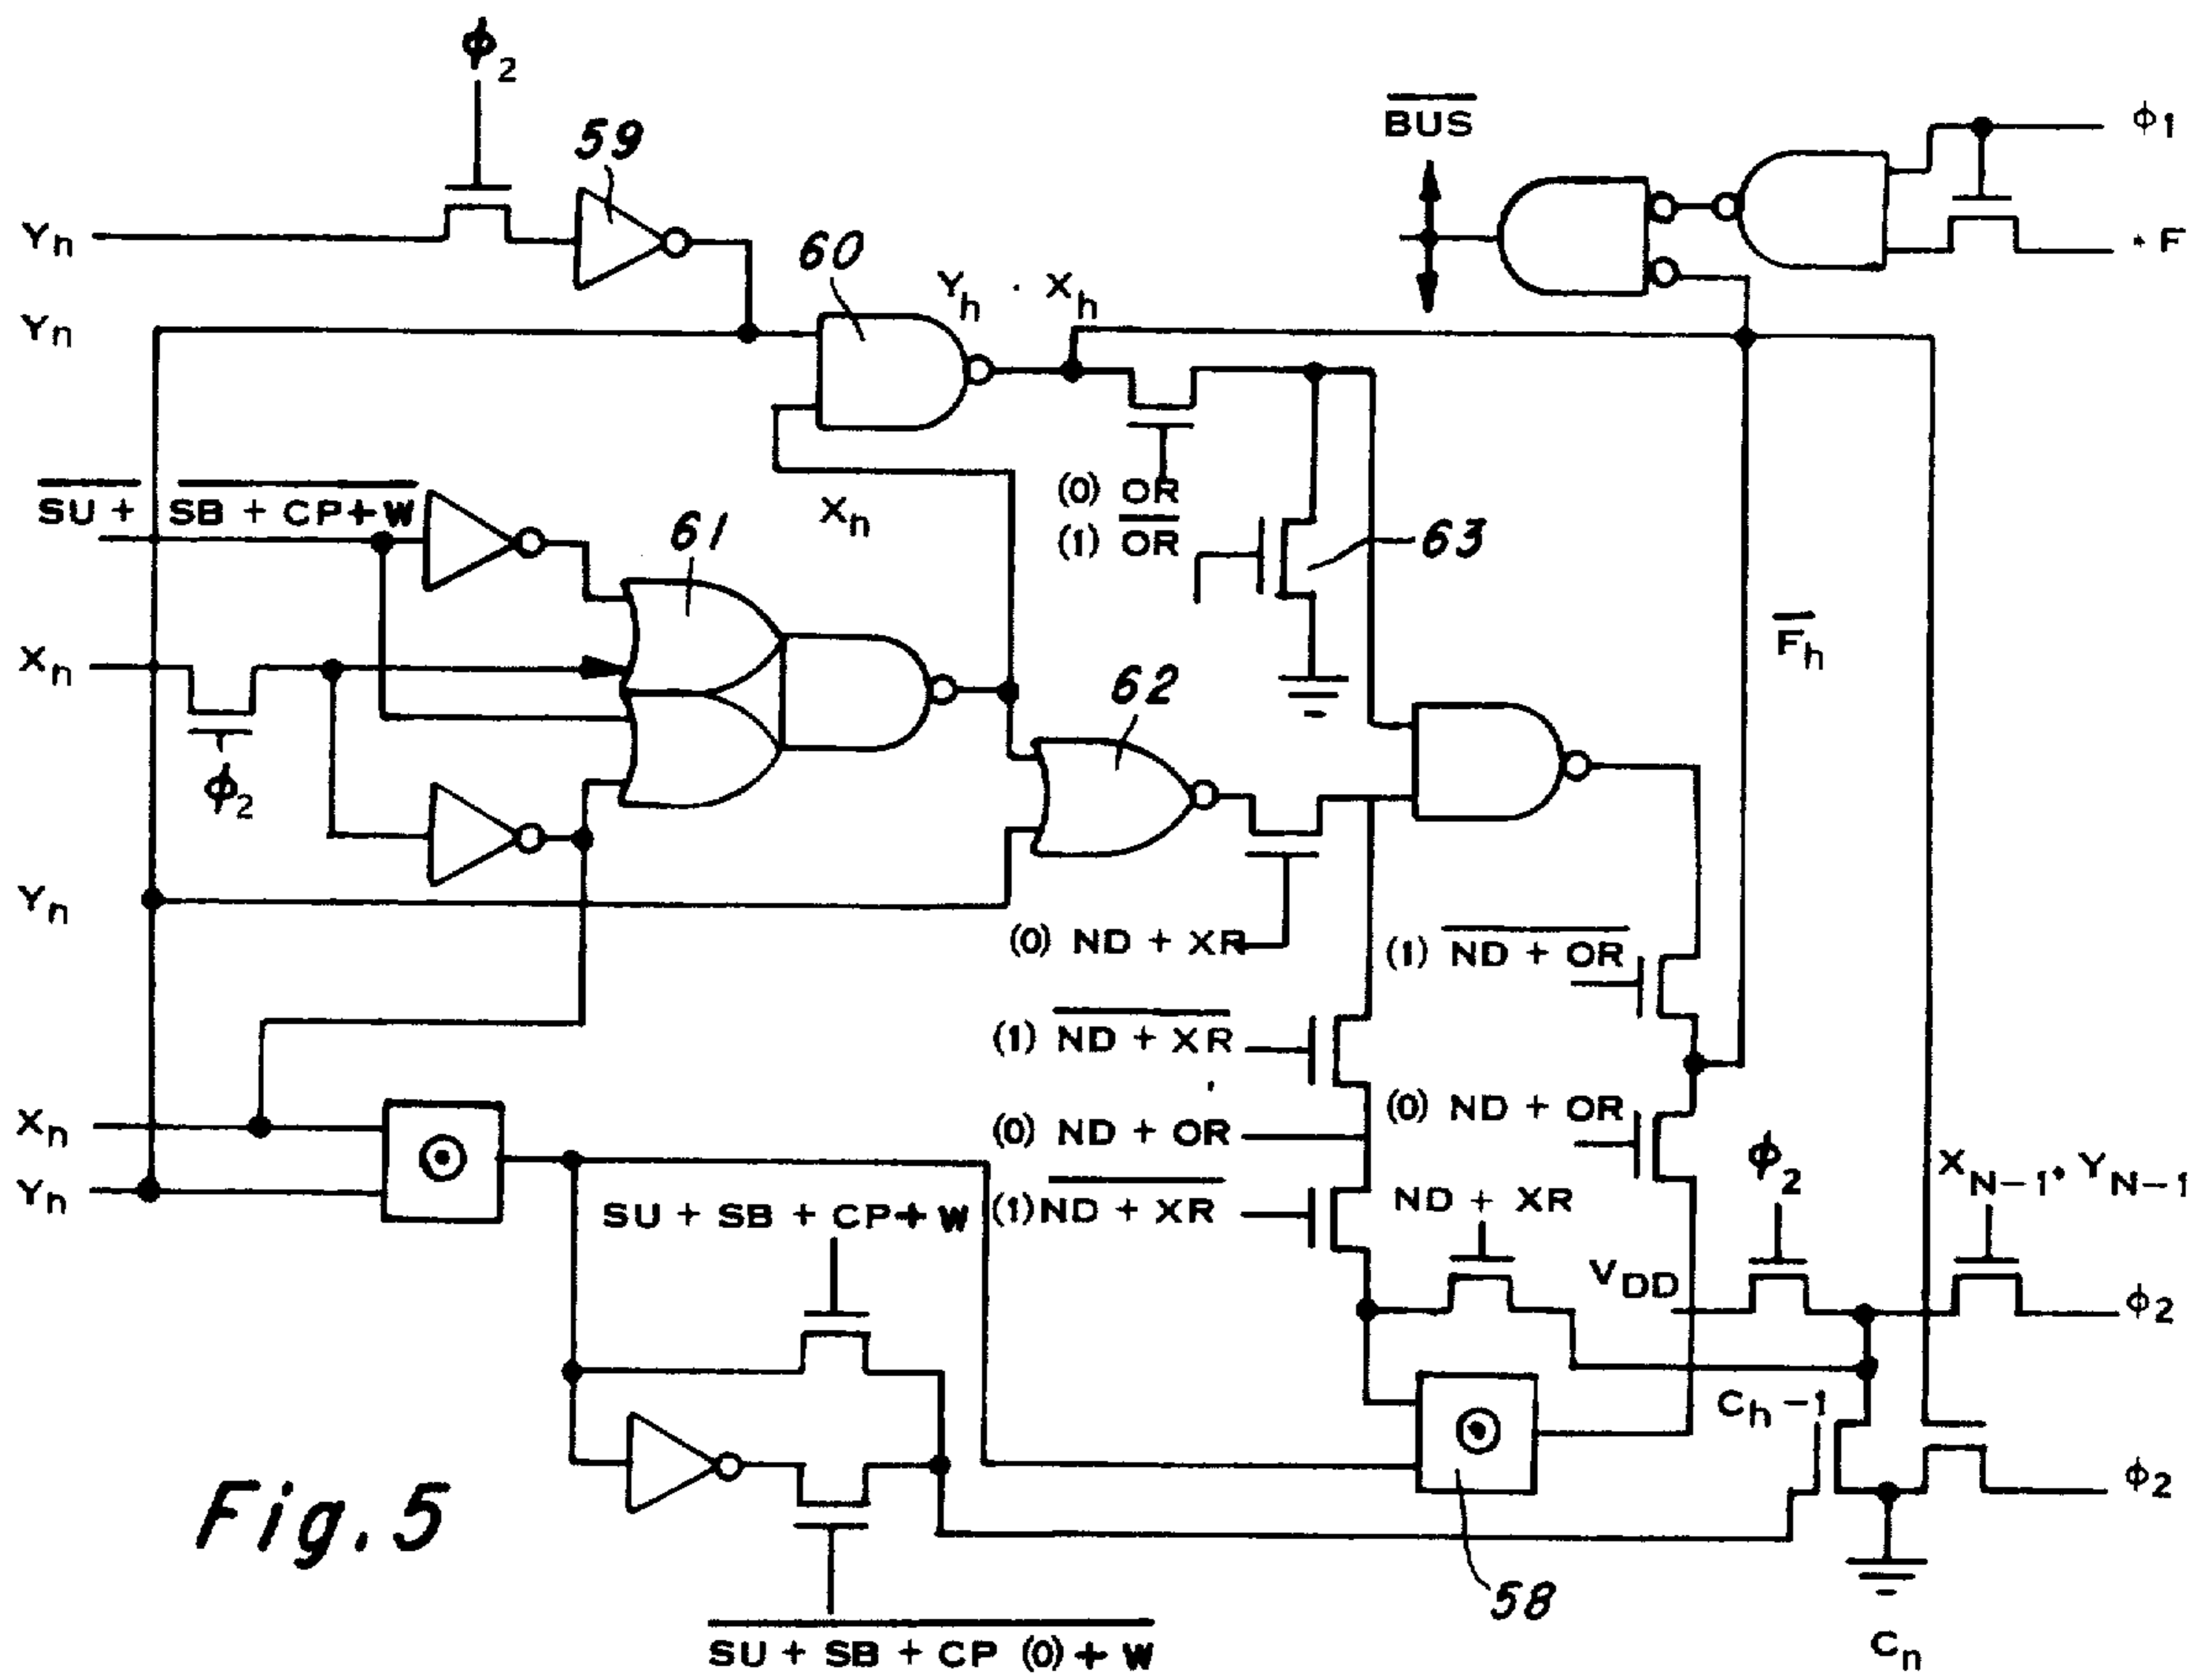 ϕ2
59
BUS
ϕ1
Yn
60
Yh · Xh
· F
Yn
SU + SB + CP + W
61
Xn
(0) OR
(1) OR
63
Xn
62
Fh
ϕ2
Yn
(0) ND + XR
(1) ND + OR
(1) ND + XR
Xn
(0) ND + OR
(0) ND + OR
ϕ2
XN-1 · YN-1
Yn
SU + SB + CP + W
(1) ND + XR
ND + XR
VDD
ϕ2
Ch-1
ϕ2
Fig. 5
58
SU + SB + CP (0) + W
Cn